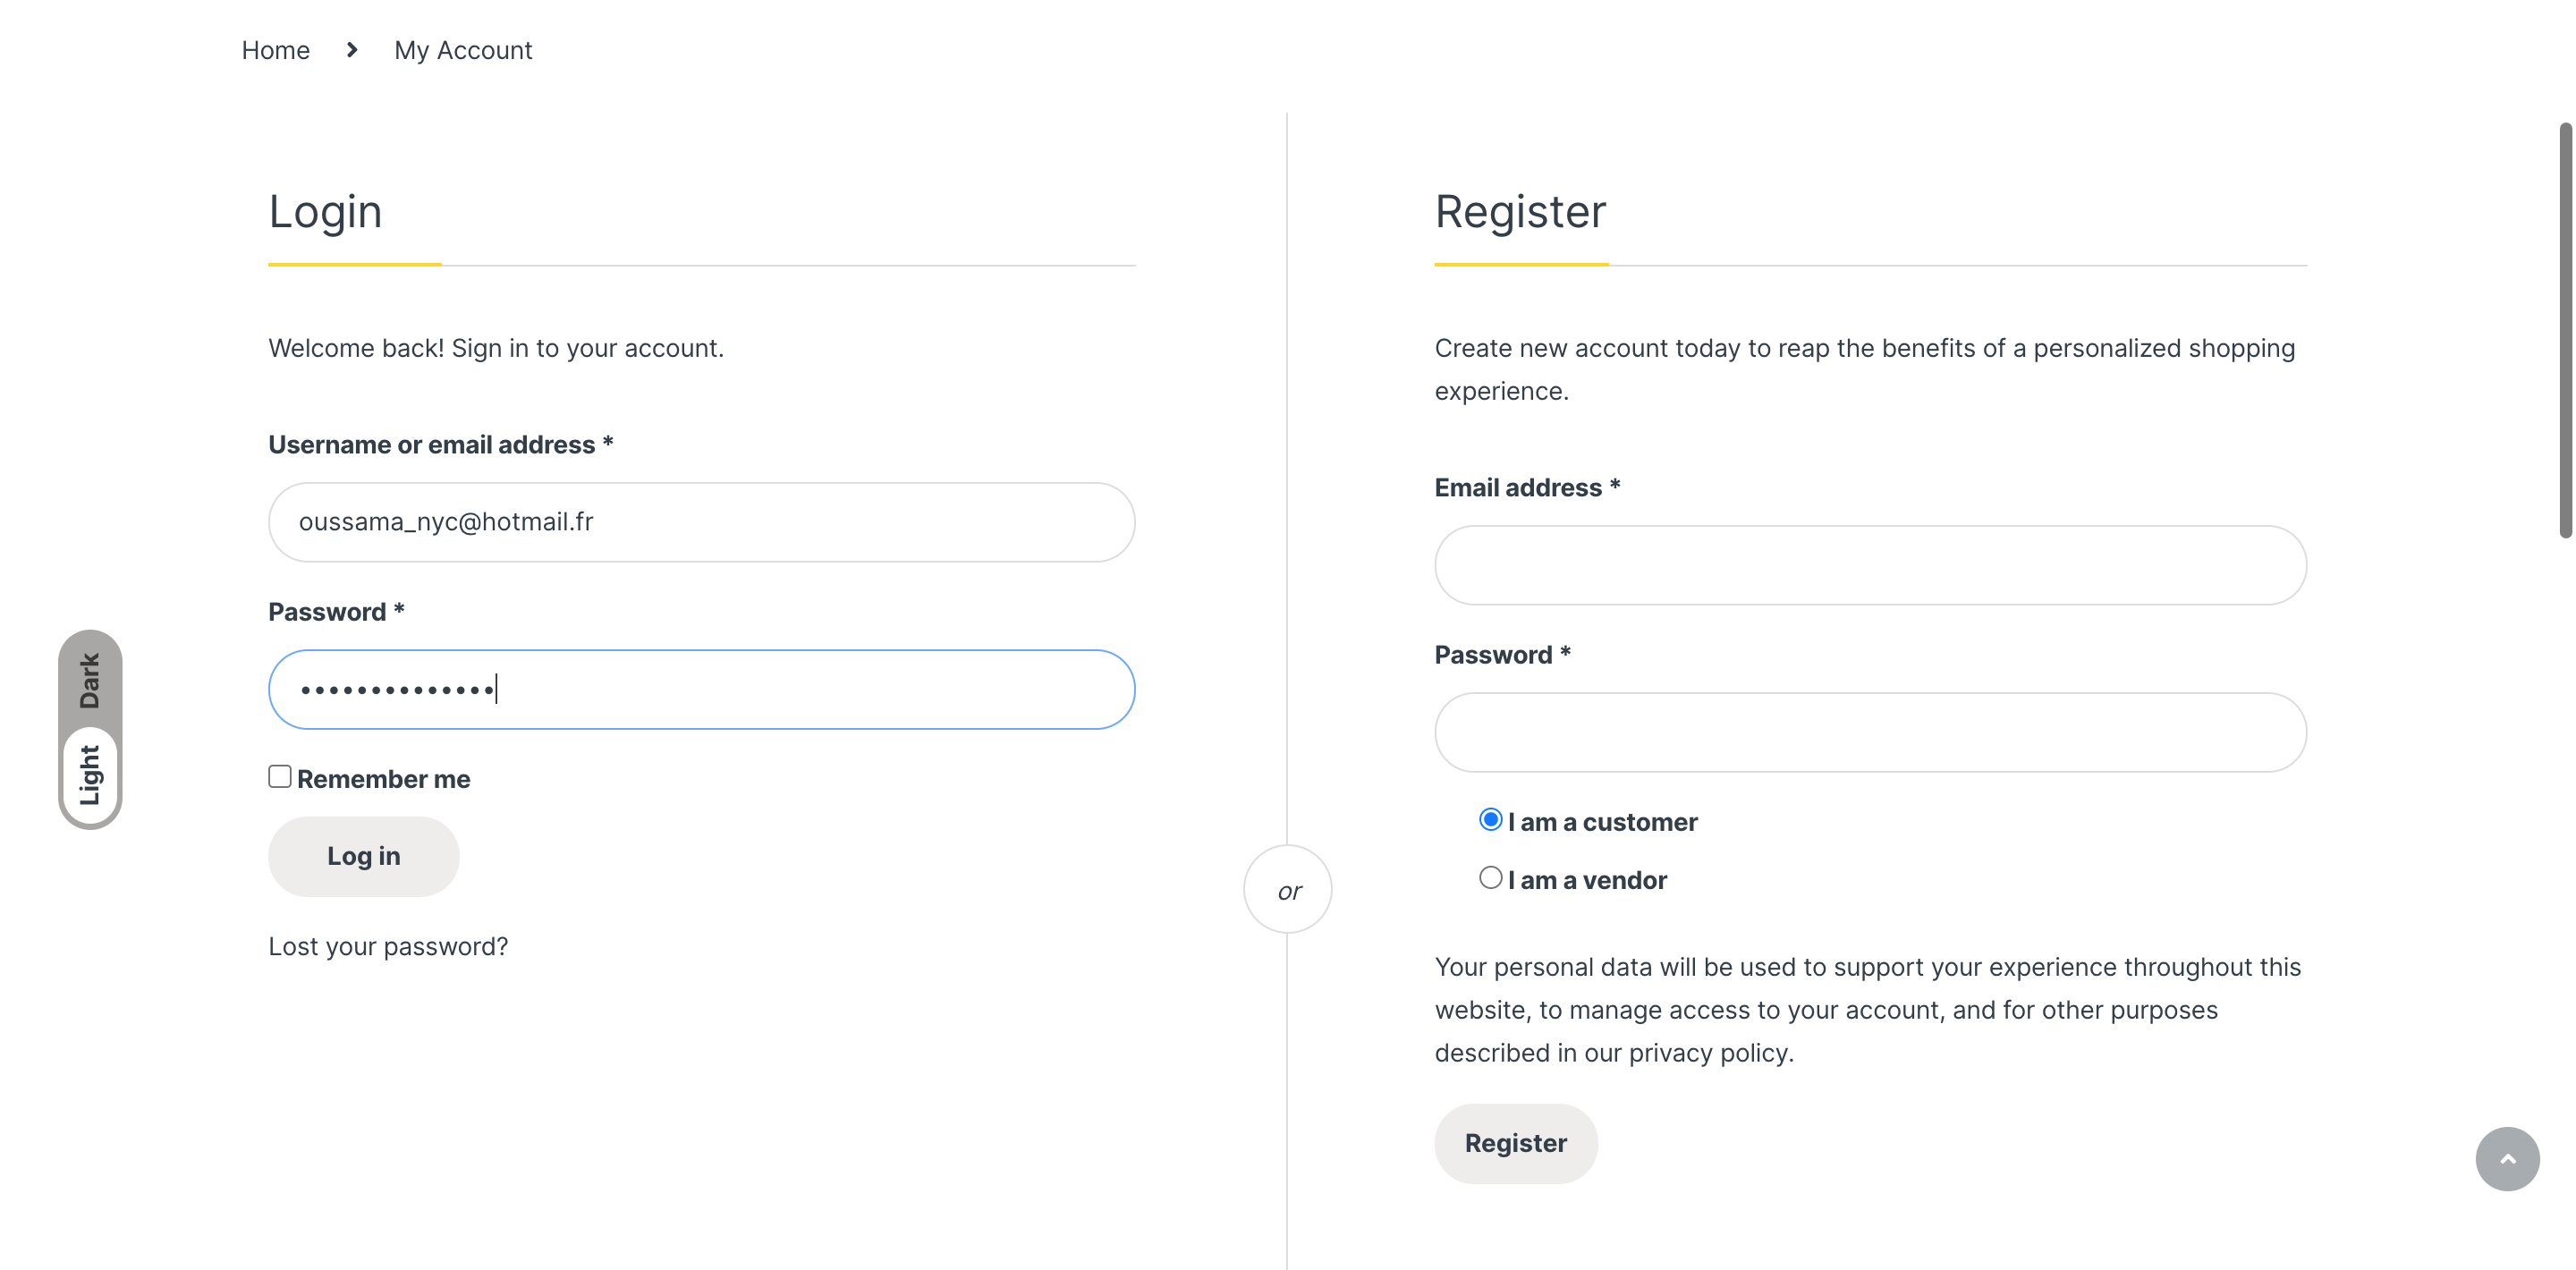 Home > My Account
Login
Welcome back! Sign in to your account.
Username or email address *
oussama_nyc@hotmail.fr
Password *
••••••••••••••
Remember me
Log in
Lost your password?
or
Register
Create new account today to reap the benefits of a personalized shopping
experience.
Email address *
Password *
I am a customer
I am a vendor
Your personal data will be used to support your experience throughout this
website, to manage access to your account, and for other purposes
described in our privacy policy.
Register
Dark
Light